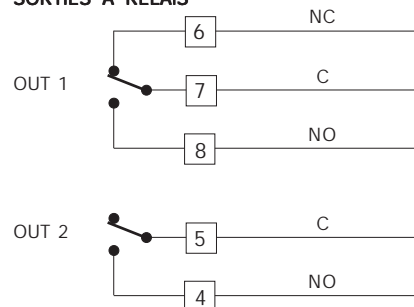 SORTIES A RELAIS
6 NC
OUT 1 7 C
8 NO
OUT 2 5 C
4 NO